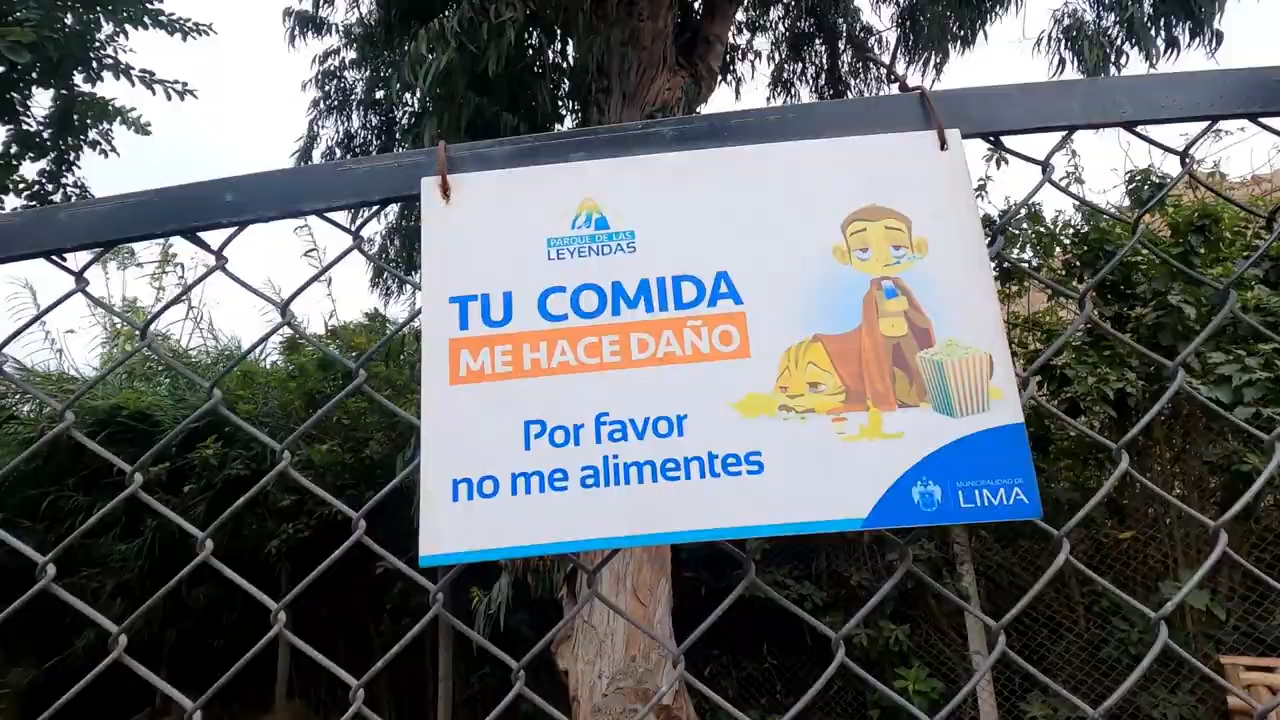 PARQUE DE LAS
LEYENDAS
TU COMIDA
ME HACE DAÑO
Por favor
no me alimentes
MUNICIPALIDAD DE
LIMA